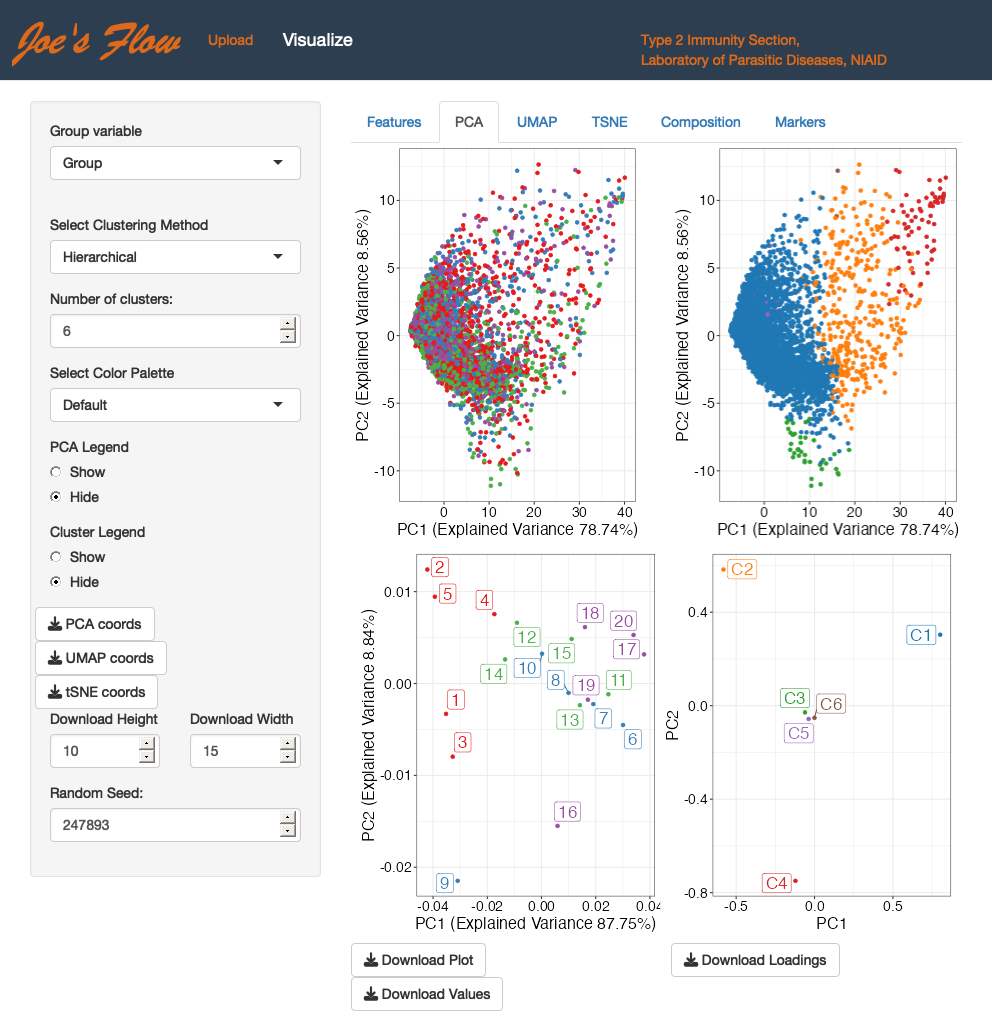 Joe's Flow
Upload
Visualize
Type 2 Immunity Section,
Laboratory of Parasitic Diseases, NIAID
Group variable
Group
Select Clustering Method
Hierarchical
Number of clusters:
6
Select Color Palette
Default
PCA Legend
Show
Hide
Cluster Legend
Show
Hide
PCA coords
UMAP coords
tSNE coords
Download Height
Download Width
10
15
Random Seed:
247893
Features
PCA
UMAP
TSNE
Composition
Markers
PC2 (Explained Variance 8.56%)
10
5
0
-5
-10
0 10 20 30 40
PC1 (Explained Variance 78.74%)
PC2 (Explained Variance 8.56%)
10
5
0
-5
-10
0 10 20 30 40
PC1 (Explained Variance 78.74%)
PC2 (Explained Variance 8.84%)
0.01
0.00
-0.01
-0.02
2
5
4
18
20
12
15
17
10
14
8
19
11
1
13
7
3
6
16
9
-0.04 -0.02 0.00 0.02 0.04
PC1 (Explained Variance 87.75%)
PC2
0.4
0.0
-0.4
-0.8
C2
C1
C3
C6
C5
C4
-0.5 0.0 0.5
PC1
Download Plot
Download Values
Download Loadings